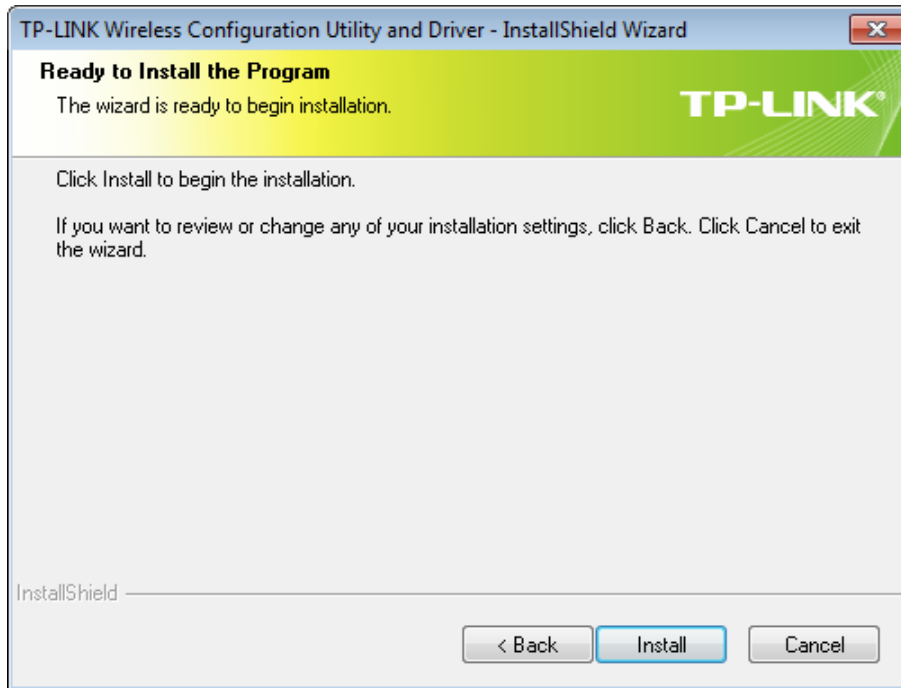 TP-LINK Wireless Configuration Utility and Driver - InstallShield Wizard
Ready to Install the Program
The wizard is ready to begin installation.
TP-LINK®
Click Install to begin the installation.
If you want to review or change any of your installation settings, click Back. Click Cancel to exit
the wizard.
InstallShield
< Back
Install
Cancel